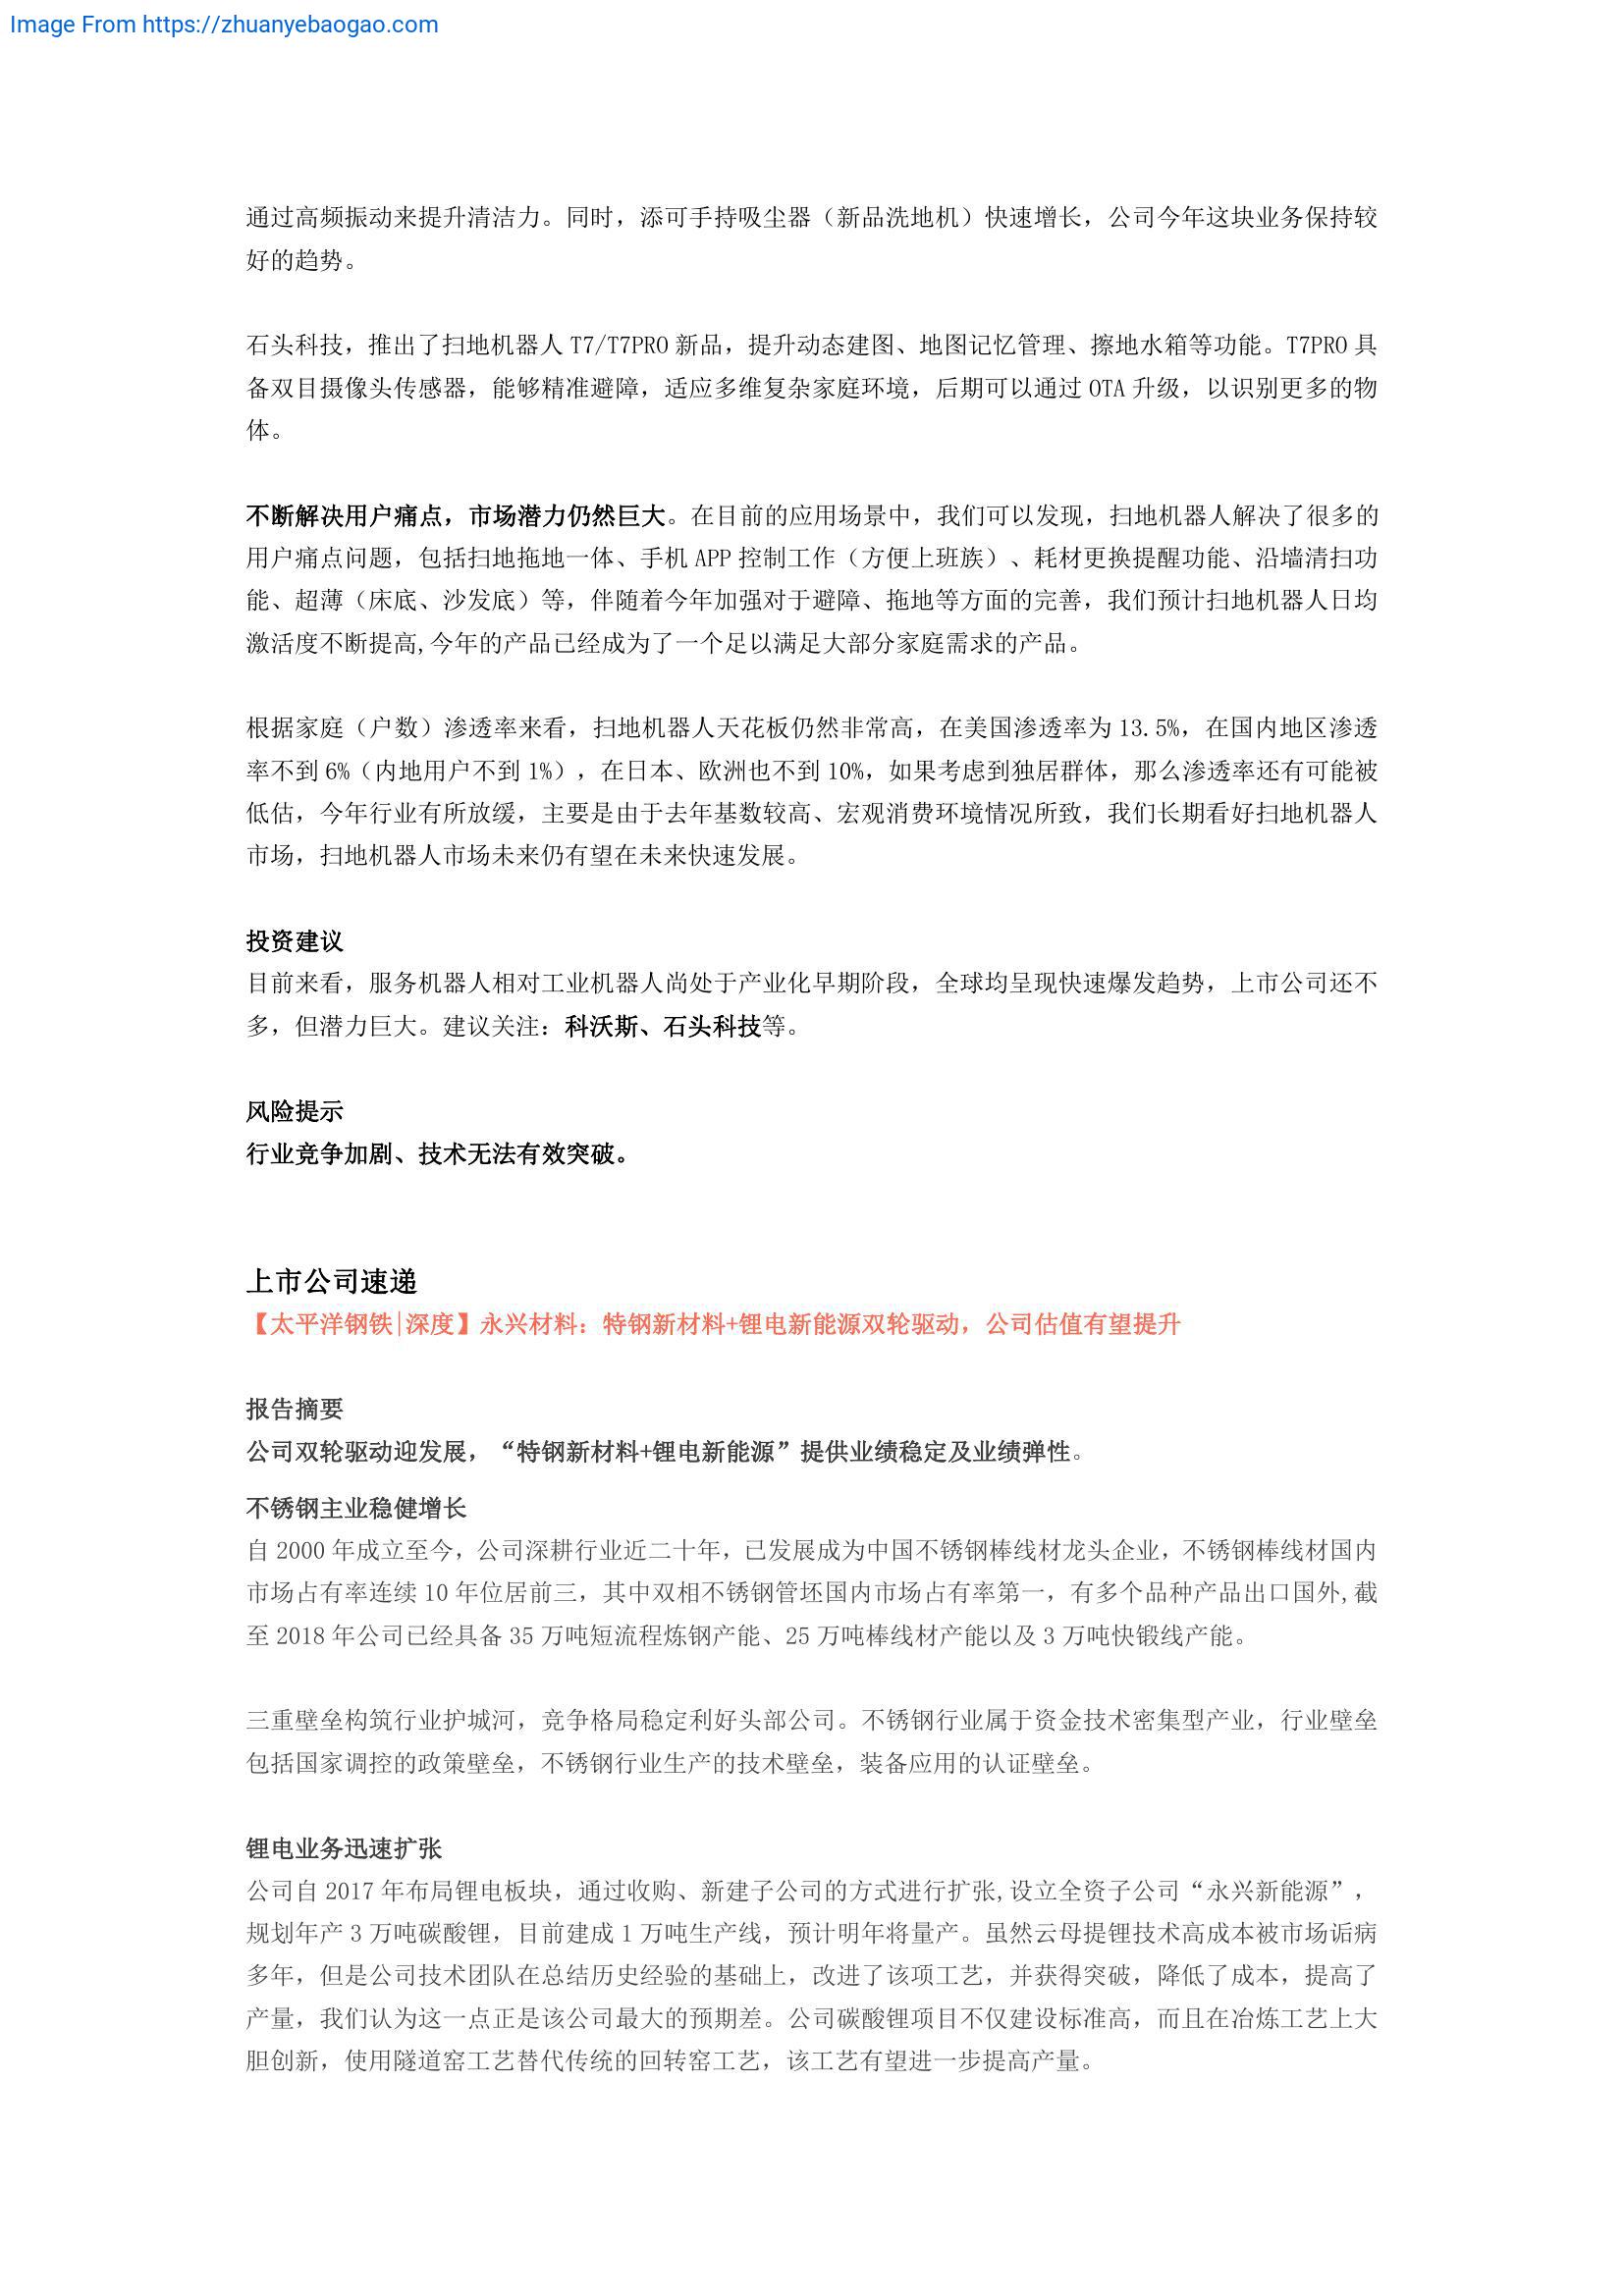 Image From https://zhuanyebaogao.com
通过高频振动来提升清洁力。同时，添可手持吸尘器（新品洗地机）快速增长，公司今年这块业务保持较
好的趋势。
石头科技，推出了扫地机器人 T7/T7PRO 新品，提升动态建图、地图记忆管理、擦地水箱等功能。T7PRO 具
备双目摄像头传感器，能够精准避障，适应多维复杂家庭环境，后期可以通过 OTA 升级，以识别更多的物
体。
不断解决用户痛点，市场潜力仍然巨大。在目前的应用场景中，我们可以发现，扫地机器人解决了很多的
用户痛点问题，包括扫地拖地一体、手机 APP 控制工作（方便上班族）、耗材更换提醒功能、沿墙清扫功
能、超薄（床底、沙发底）等，伴随着今年加强对于避障、拖地等方面的完善，我们预计扫地机器人日均
激活度不断提高,今年的产品已经成为了一个足以满足大部分家庭需求的产品。
根据家庭（户数）渗透率来看，扫地机器人天花板仍然非常高，在美国渗透率为 13.5%，在国内地区渗透
率不到 6%（内地用户不到 1%），在日本、欧洲也不到 10%，如果考虑到独居群体，那么渗透率还有可能被
低估，今年行业有所放缓，主要是由于去年基数较高、宏观消费环境情况所致，我们长期看好扫地机器人
市场，扫地机器人市场未来仍有望在未来快速发展。
投资建议
目前来看，服务机器人相对工业机器人尚处于产业化早期阶段，全球均呈现快速爆发趋势，上市公司还不
多，但潜力巨大。建议关注：科沃斯、石头科技等。
风险提示
行业竞争加剧、技术无法有效突破。
上市公司速递
【太平洋钢铁|深度】永兴材料：特钢新材料+锂电新能源双轮驱动，公司估值有望提升
报告摘要
公司双轮驱动迎发展，“特钢新材料+锂电新能源”提供业绩稳定及业绩弹性。
不锈钢主业稳健增长
自 2000 年成立至今，公司深耕行业近二十年，己发展成为中国不锈钢棒线材龙头企业，不锈钢棒线材国内
市场占有率连续 10 年位居前三，其中双相不锈钢管坯国内市场占有率第一，有多个品种产品出口国外,截
至 2018 年公司已经具备 35 万吨短流程炼钢产能、25 万吨棒线材产能以及 3 万吨快锻线产能。
三重壁垒构筑行业护城河，竞争格局稳定利好头部公司。不锈钢行业属于资金技术密集型产业，行业壁垒
包括国家调控的政策壁垒，不锈钢行业生产的技术壁垒，装备应用的认证壁垒。
锂电业务迅速扩张
公司自 2017 年布局锂电板块，通过收购、新建子公司的方式进行扩张,设立全资子公司“永兴新能源”，
规划年产 3 万吨碳酸锂，目前建成 1 万吨生产线，预计明年将量产。虽然云母提锂技术高成本被市场诟病
多年，但是公司技术团队在总结历史经验的基础上，改进了该项工艺，并获得突破，降低了成本，提高了
产量，我们认为这一点正是该公司最大的预期差。公司碳酸锂项目不仅建设标准高，而且在冶炼工艺上大
胆创新，使用隧道窑工艺替代传统的回转窑工艺，该工艺有望进一步提高产量。